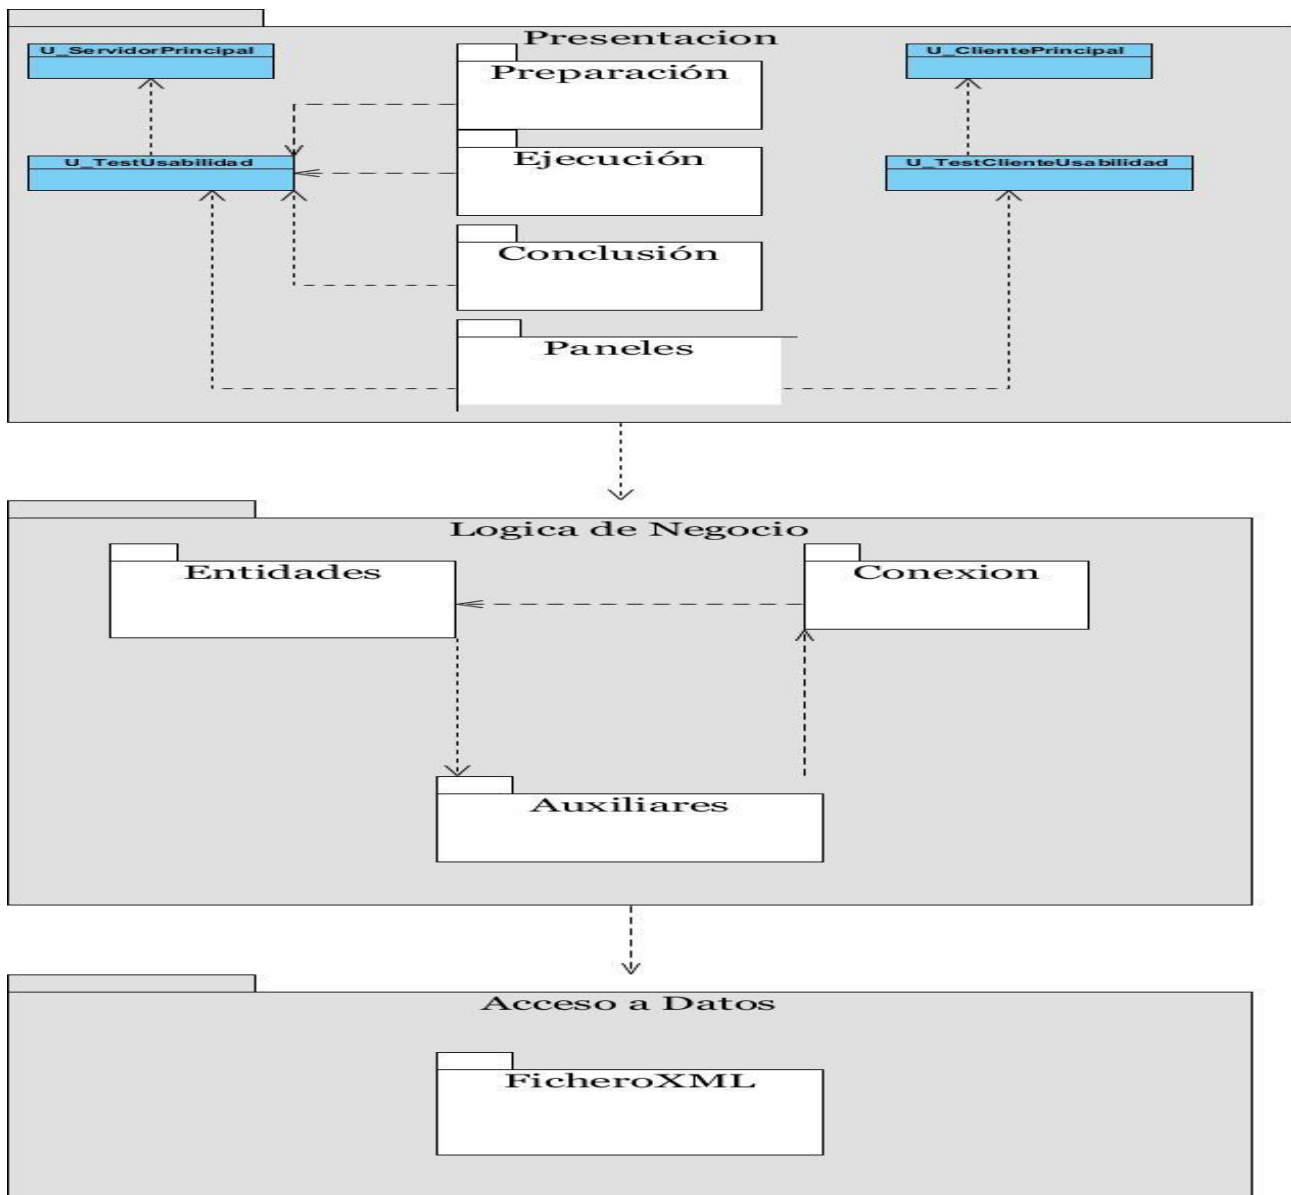 Presentacion
U_ServidorPrincipal
Preparación
U_ClientePrincipal
U_TestUsabilidad
Ejecución
U_TestClienteUsabilidad
Conclusión
Paneles
Logica de Negocio
Entidades
Conexion
Auxiliares
Acceso a Datos
FicheroXML